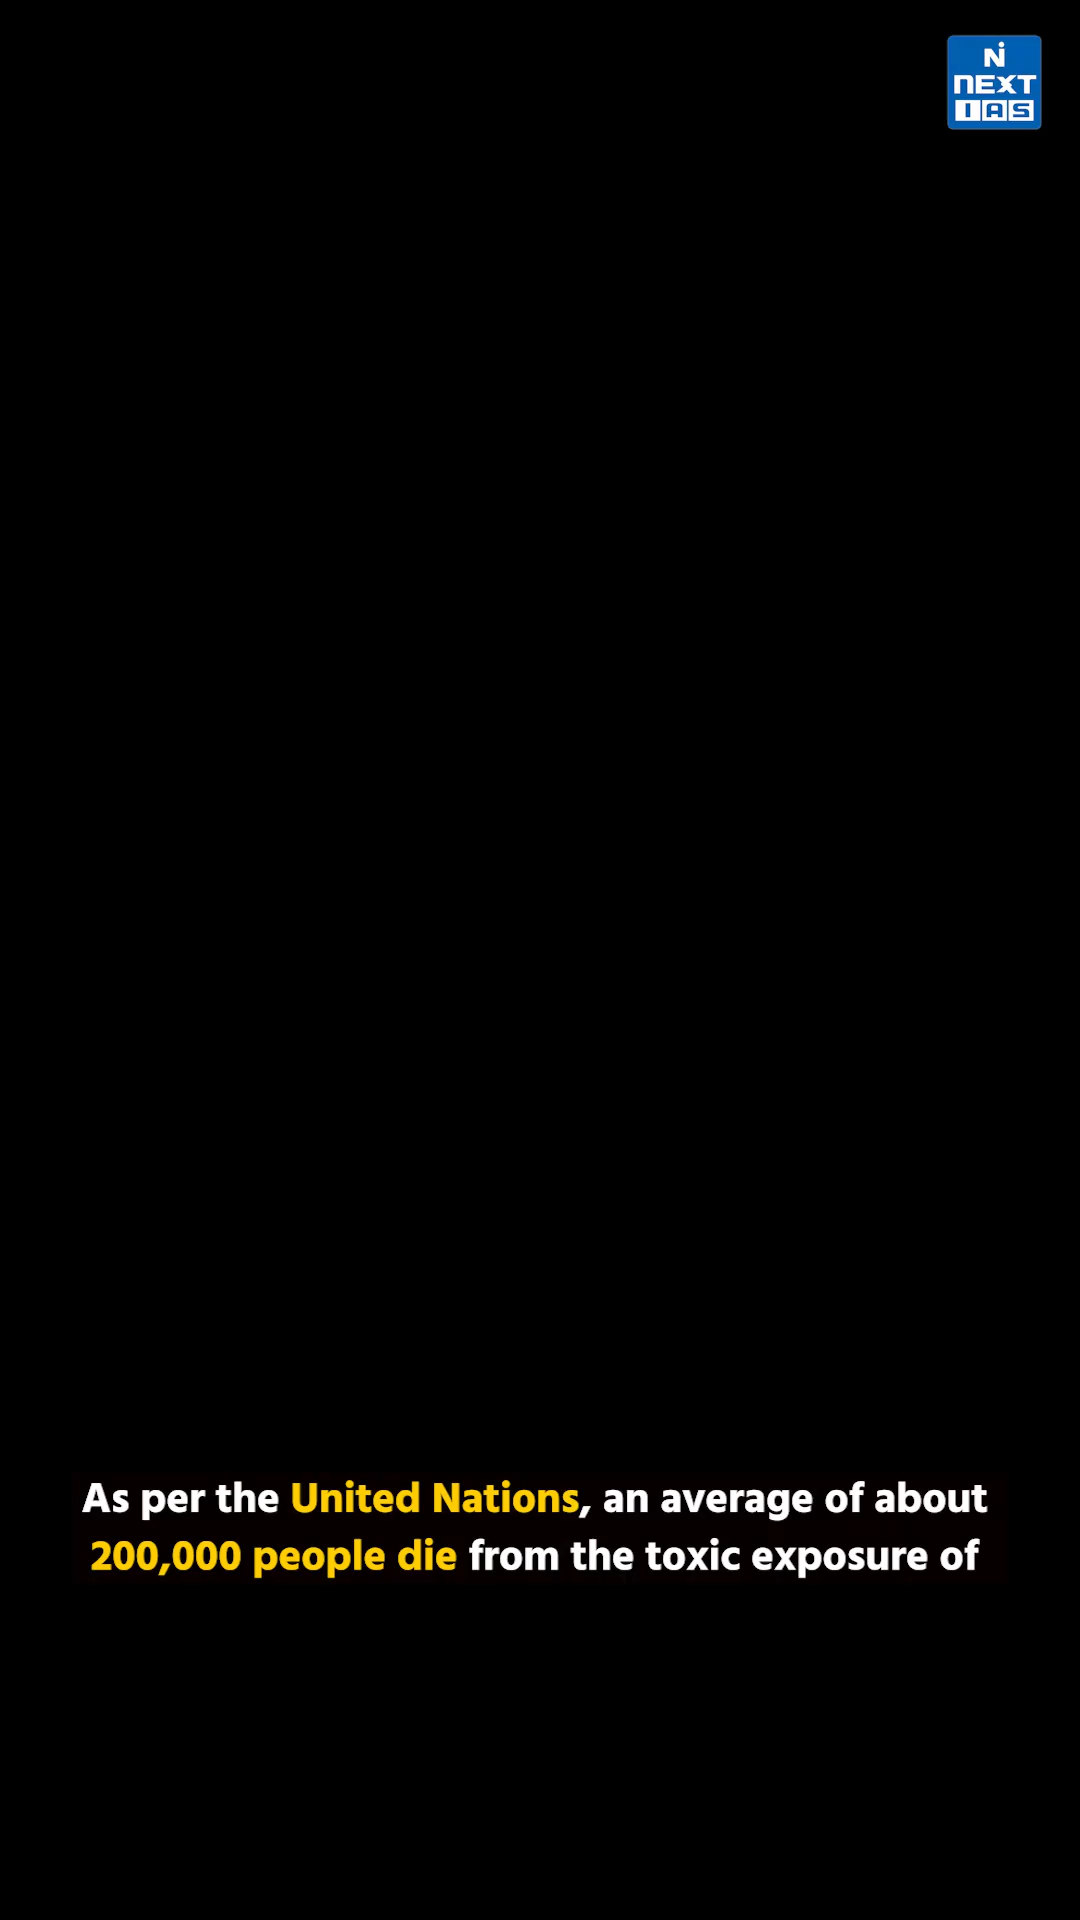 NEXT
IAS
As per the United Nations, an average of about
200,000 people die from the toxic exposure of